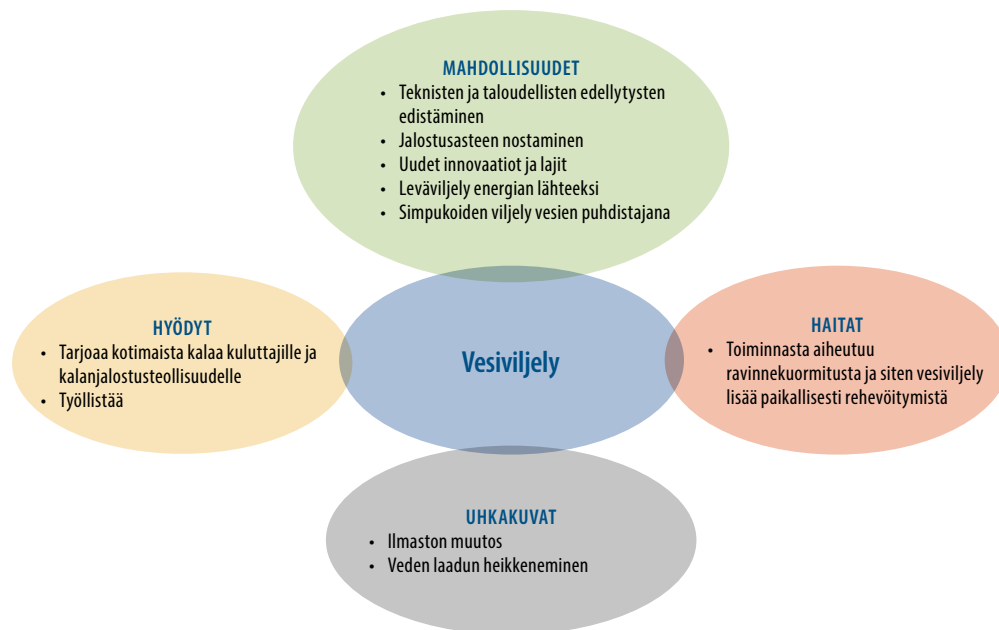 MAHDOLLISUUDET
• Teknisten ja taloudellisten edellytysten
edistäminen
• Jalostusasteen nostaminen
• Uudet innovaatiot ja lajit
• Leväviljely energian lähteeksi
• Simpukoiden viljely vesien puhdistajana
HYÖDYT
• Tarjoaa kotimaista kalaa kuluttajille ja
kalanjalostusteollisuudelle
• Työllistää
Vesiviljely
HAITAT
• Toiminnasta aiheutuu
ravinnekuormitusta ja siten vesiviljely
lisää paikallisesti rehevöitymistä
UHKAKUVAT
• Ilmaston muutos
• Veden laadun heikkeneminen